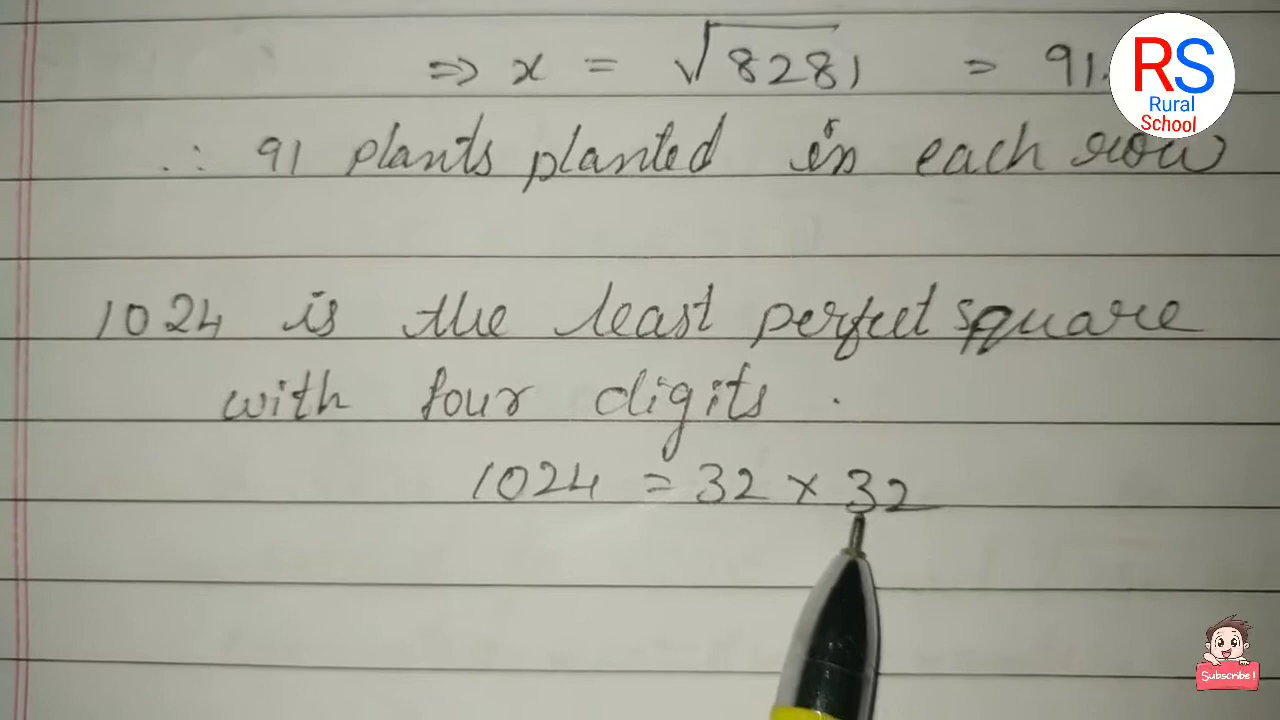 ⇒ x = √8281 = 91.
RS
Rural
School
∴ 91 plants planted in each row
1024 is the least perfect square
with four digits.
1024 = 32 × 32
Subscribe!